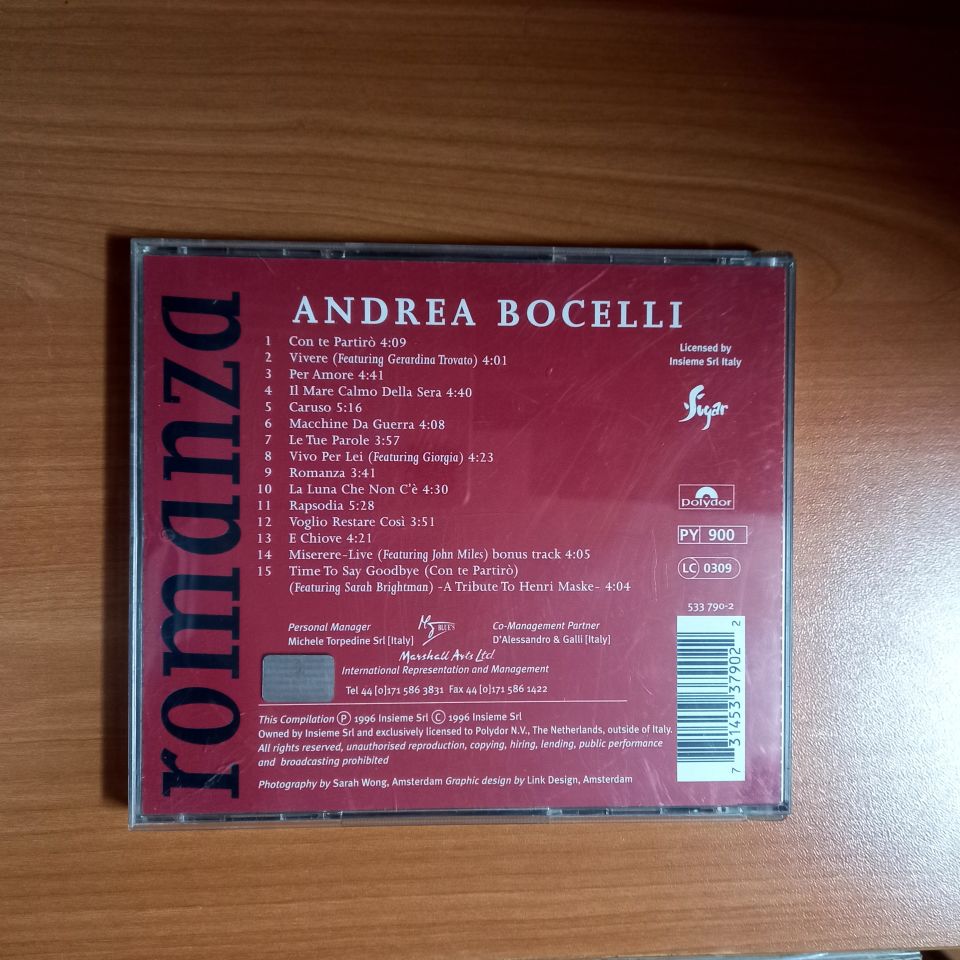 romanza
ANDREA BOCELLI
1 Con te Partirò 4:09
2 Vivere (Featuring Gerardina Trovato) 4:01
3 Per Amore 4:41
4 Il Mare Calmo Della Sera 4:40
5 Caruso 5:16
6 Macchine Da Guerra 4:08
7 Le Tue Parole 3:57
8 Vivo Per Lei (Featuring Giorgia) 4:23
9 Romanza 3:41
10 La Luna Che Non C'è 4:30
11 Rapsodia 5:28
12 Voglio Restare Così 3:51
13 E Chiove 4:21
14 Miserere-Live (Featuring John Miles) bonus track 4:05
15 Time To Say Goodbye (Con te Partirò)
(Featuring Sarah Brightman) -A Tribute To Henri Maske- 4:04
Licensed by
Insieme Srl Italy
Sugar
Polydor
PY 900
LC 0309
533 790-2
7 31453 37902 2
Personal Manager
Michele Torpedine Srl [Italy]
BLUE'S
Co-Management Partner
D'Alessandro & Galli [Italy]
Marshall Arts Ltd
International Representation and Management
Tel 44 [0]171 586 3831 Fax 44 [0]171 586 1422
This Compilation Ⓟ 1996 Insieme Srl Ⓒ 1996 Insieme Srl
Owned by Insieme Srl and exclusively licensed to Polydor N.V., The Netherlands, outside of Italy.
All rights reserved, unauthorised reproduction, copying, hiring, lending, public performance
and broadcasting prohibited
Photography by Sarah Wong, Amsterdam Graphic design by Link Design, Amsterdam